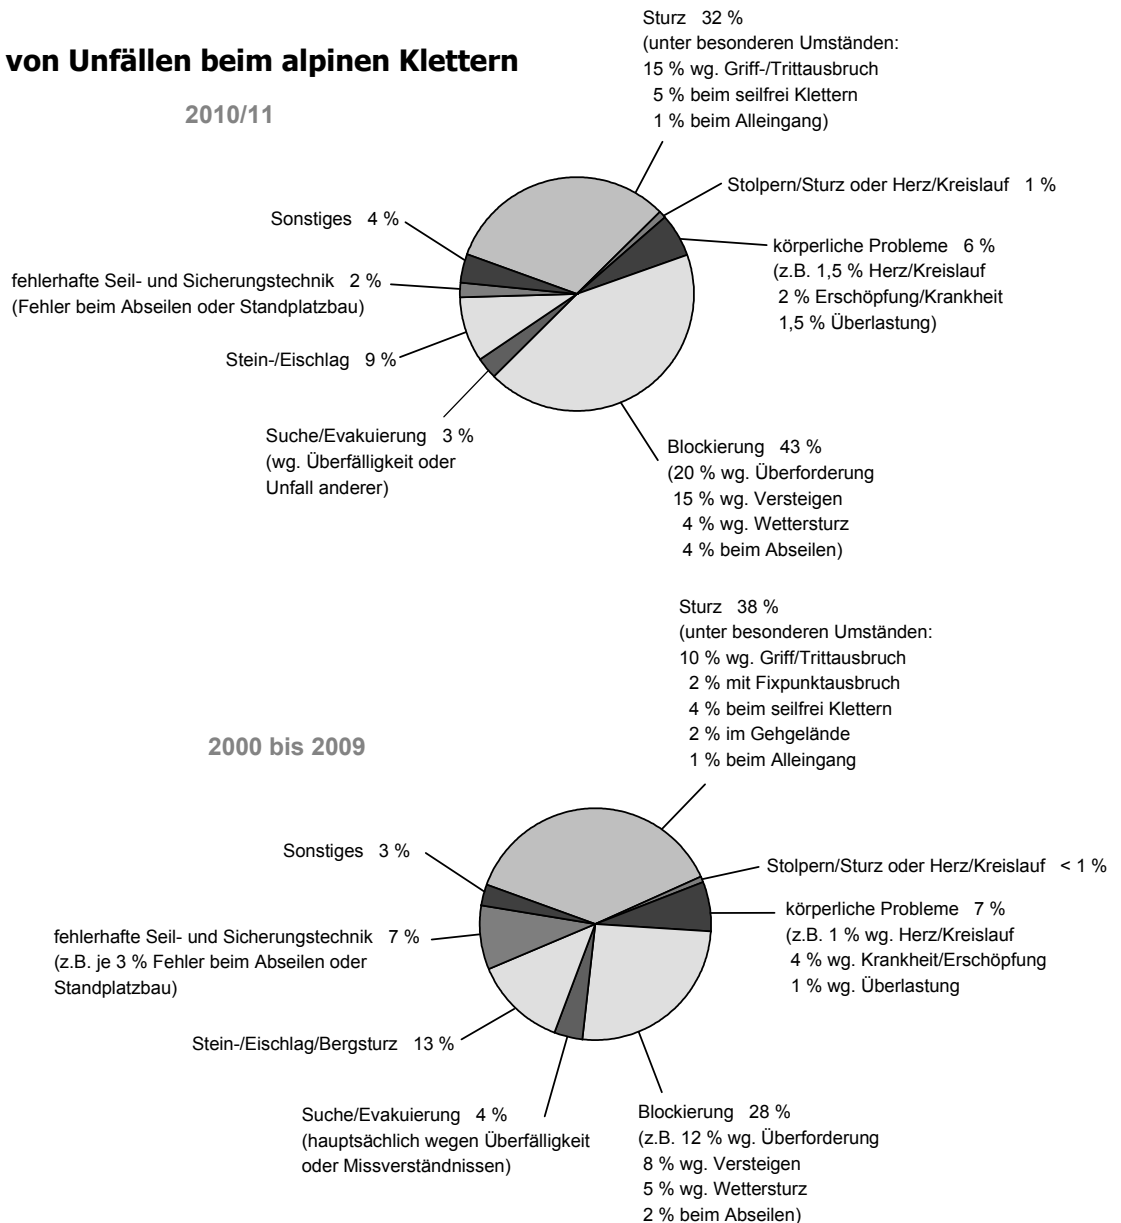 von Unfällen beim alpinen Klettern
2010/11
Sturz 32 %
(unter besonderen Umständen:
15 % wg. Griff-/Trittausbruch
5 % beim seilfrei Klettern
1 % beim Alleingang)
Stolpern/Sturz oder Herz/Kreislauf 1 %
körperliche Probleme 6 %
(z.B. 1,5 % Herz/Kreislauf
2 % Erschöpfung/Krankheit
1,5 % Überlastung)
Blockierung 43 %
(20 % wg. Überforderung
15 % wg. Versteigen
4 % wg. Wettersturz
4 % beim Abseilen)
Suche/Evakuierung 3 %
(wg. Überfälligkeit oder
Unfall anderer)
Stein-/Eischlag 9 %
fehlerhafte Seil- und Sicherungstechnik 2 %
(Fehler beim Abseilen oder Standplatzbau)
Sonstiges 4 %
2000 bis 2009
Sturz 38 %
(unter besonderen Umständen:
10 % wg. Griff/Trittausbruch
2 % mit Fixpunktausbruch
4 % beim seilfrei Klettern
2 % im Gehgelände
1 % beim Alleingang
Stolpern/Sturz oder Herz/Kreislauf < 1 %
körperliche Probleme 7 %
(z.B. 1 % wg. Herz/Kreislauf
4 % wg. Krankheit/Erschöpfung
1 % wg. Überlastung
Blockierung 28 %
(z.B. 12 % wg. Überforderung
8 % wg. Versteigen
5 % wg. Wettersturz
2 % beim Abseilen)
Suche/Evakuierung 4 %
(hauptsächlich wegen Überfälligkeit
oder Missverständnissen)
Stein-/Eischlag/Bergsturz 13 %
fehlerhafte Seil- und Sicherungstechnik 7 %
(z.B. je 3 % Fehler beim Abseilen oder
Standplatzbau)
Sonstiges 3 %